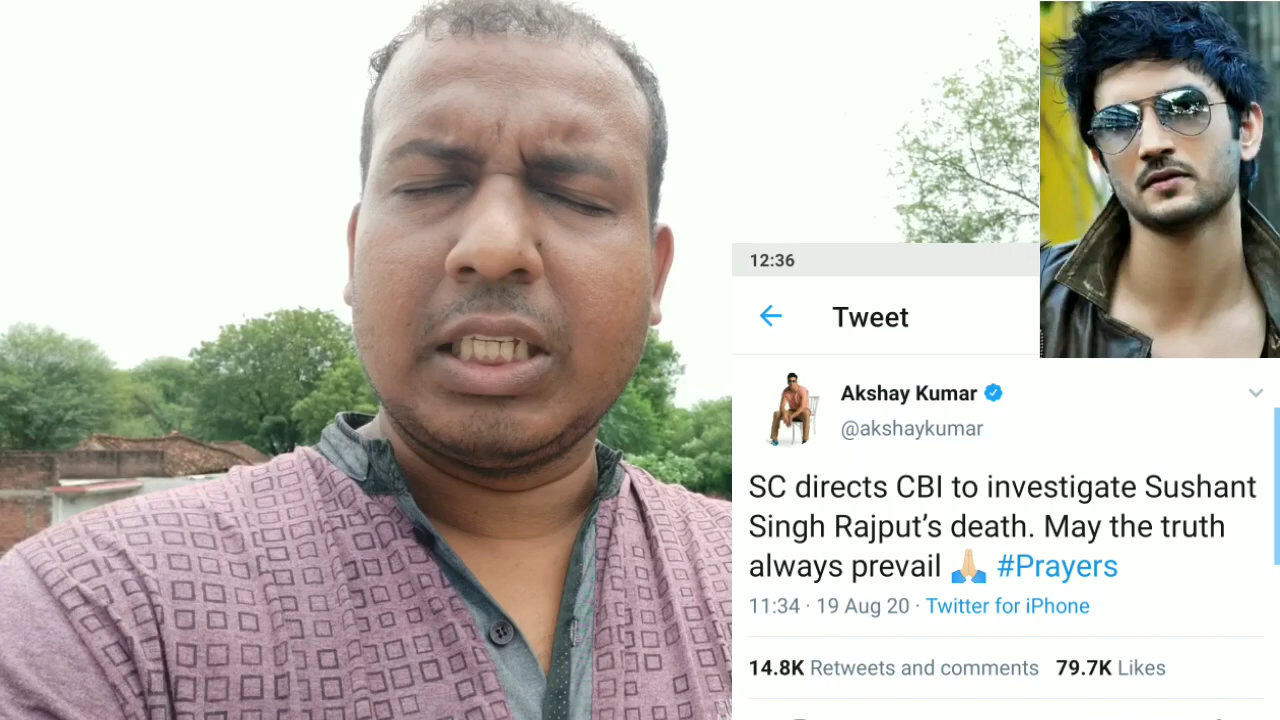 12:36
Tweet
Akshay Kumar
@akshaykumar
SC directs CBI to investigate Sushant
Singh Rajput’s death. May the truth
always prevail 🙏🏻 #Prayers
11:34 · 19 Aug 20 · Twitter for iPhone
14.8K Retweets and comments 79.7K Likes